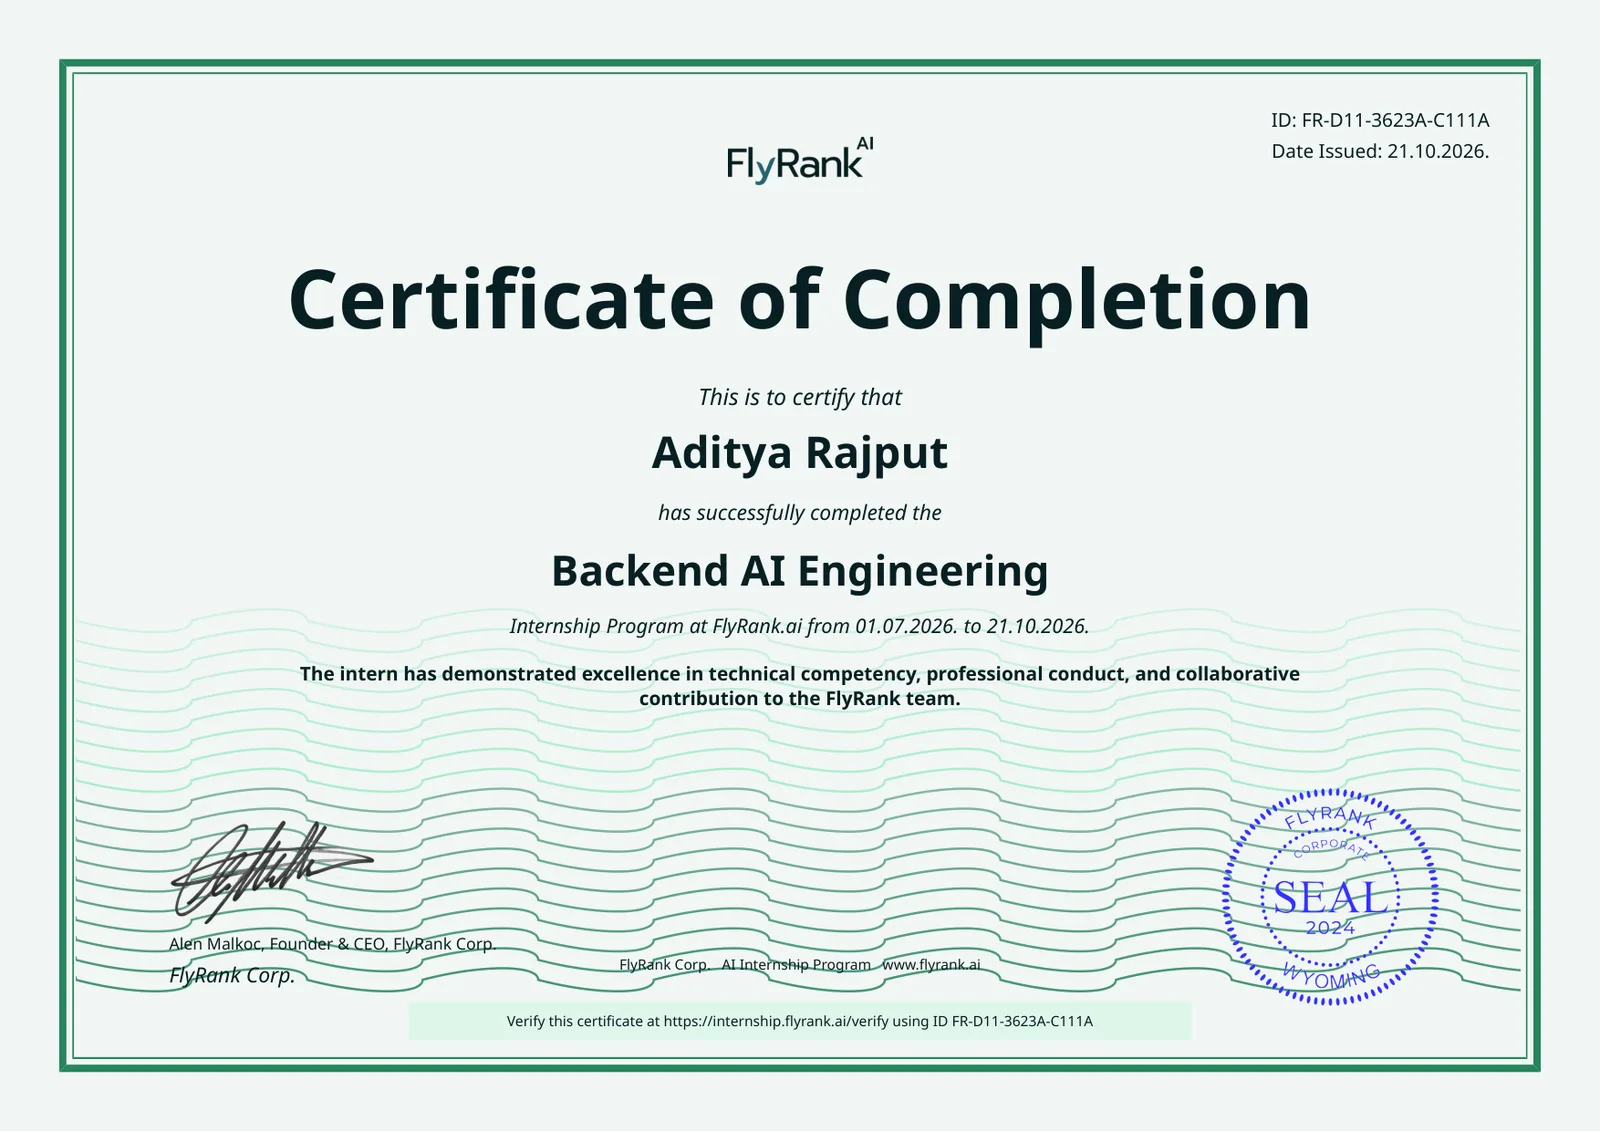 ID: FR-D11-3623A-C111A
Date Issued: 21.10.2026.
FlyRank AI
Certificate of Completion
This is to certify that
Aditya Rajput
has successfully completed the
Backend AI Engineering
Internship Program at FlyRank.ai from 01.07.2026. to 21.10.2026.
The intern has demonstrated excellence in technical competency, professional conduct, and collaborative
contribution to the FlyRank team.
FLYRANK
CORPORATE
SEAL
2024
WYOMING
Alen Malkoc, Founder & CEO, FlyRank Corp.
FlyRank Corp.
FlyRank Corp. AI Internship Program www.flyrank.ai
Verify this certificate at https://internship.flyrank.ai/verify using ID FR-D11-3623A-C111A